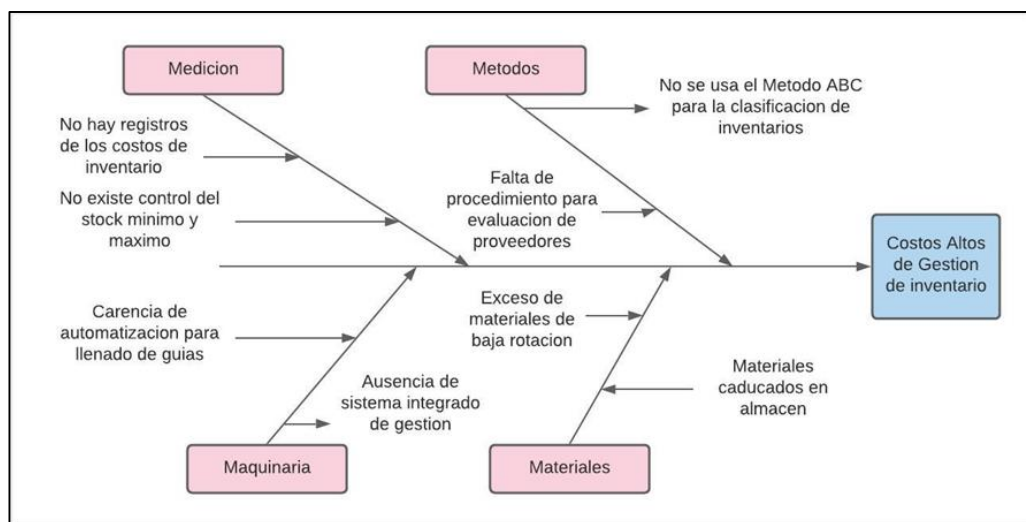 Medicion
Metodos
No se usa el Metodo ABC
para la clasificacion de
inventarios
No hay registros
de los costos de
inventario
Falta de
procedimiento para
evaluacion de
proveedores
No existe control del
stock minimo y
maximo
Costos Altos
de Gestion
de inventario
Carencia de
automatizacion para
llenado de guias
Exceso de
materiales de
baja rotacion
Ausencia de
sistema integrado
de gestion
Materiales
caducados en
almacen
Maquinaria
Materiales